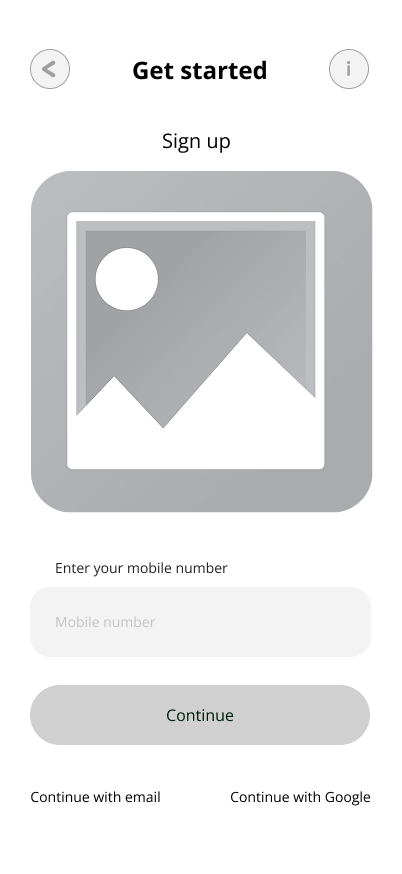 Get started
i
Sign up
Enter your mobile number
Mobile number
Continue
Continue with email
Continue with Google